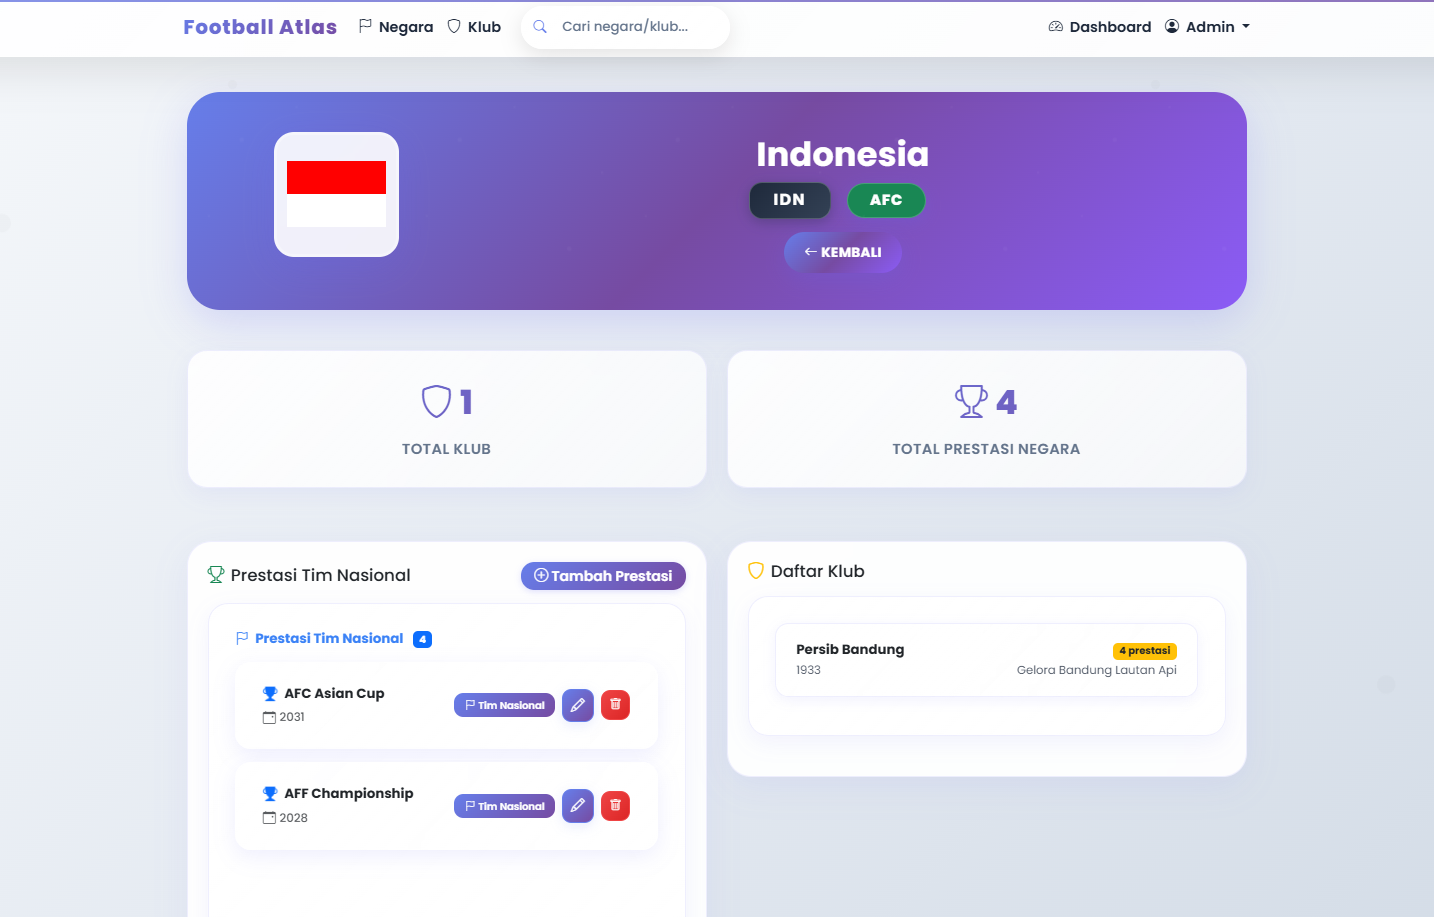 Football Atlas Negara Klub Cari negara/klub... Dashboard Admin
Indonesia
IDN AFC
KEMBALI
1
TOTAL KLUB
4
TOTAL PRESTASI NEGARA
Prestasi Tim Nasional Tambah Prestasi
Prestasi Tim Nasional 4
AFC Asian Cup
2031
Tim Nasional
AFF Championship
2028
Tim Nasional
Daftar Klub
Persib Bandung 4 prestasi
1933 Gelora Bandung Lautan Api